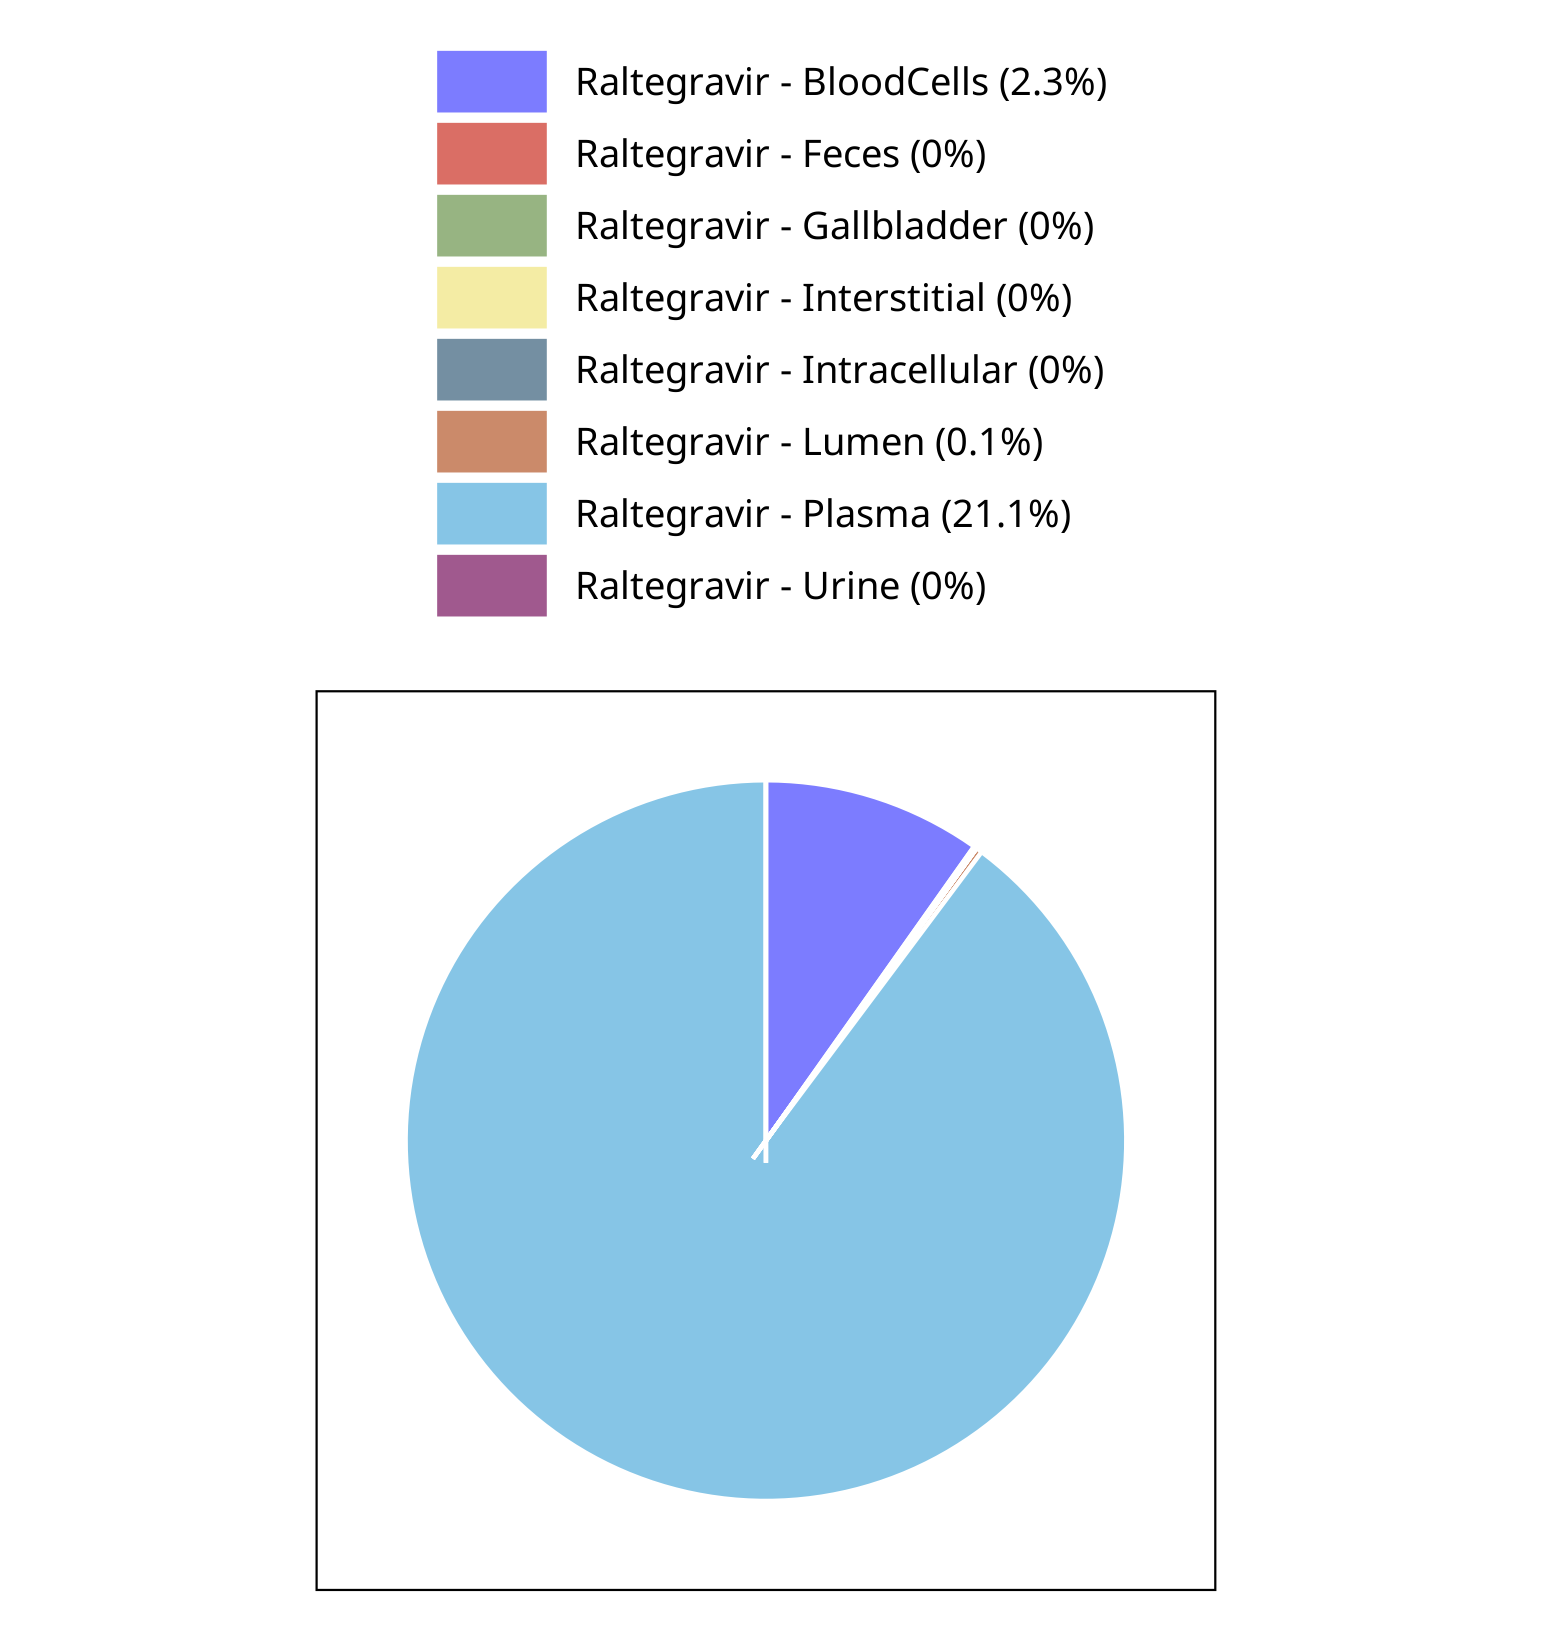 Raltegravir - BloodCells (2.3%)
Raltegravir - Feces (0%)
Raltegravir - Gallbladder (0%)
Raltegravir - Interstitial (0%)
Raltegravir - Intracellular (0%)
Raltegravir - Lumen (0.1%)
Raltegravir - Plasma (21.1%)
Raltegravir - Urine (0%)